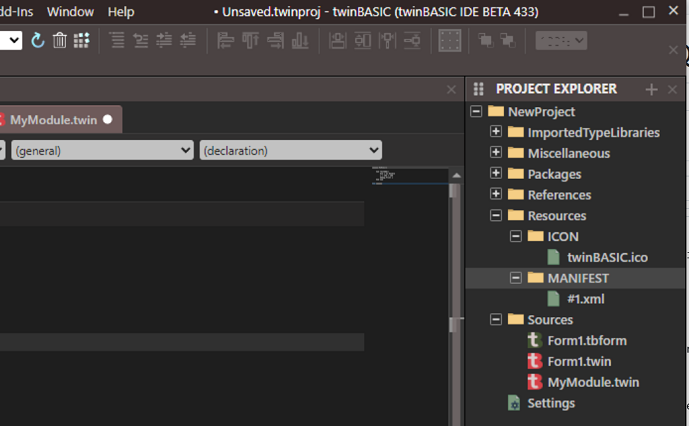 dd-Ins Window Help • Unsaved.twinproj - twinBASIC (twinBASIC IDE BETA 433)
PROJECT EXPLORER
MyModule.twin
(general) (declaration)
NewProject
ImportedTypeLibraries
Miscellaneous
Packages
References
Resources
ICON
twinBASIC.ico
MANIFEST
#1.xml
Sources
Form1.tbform
Form1.twin
MyModule.twin
Settings